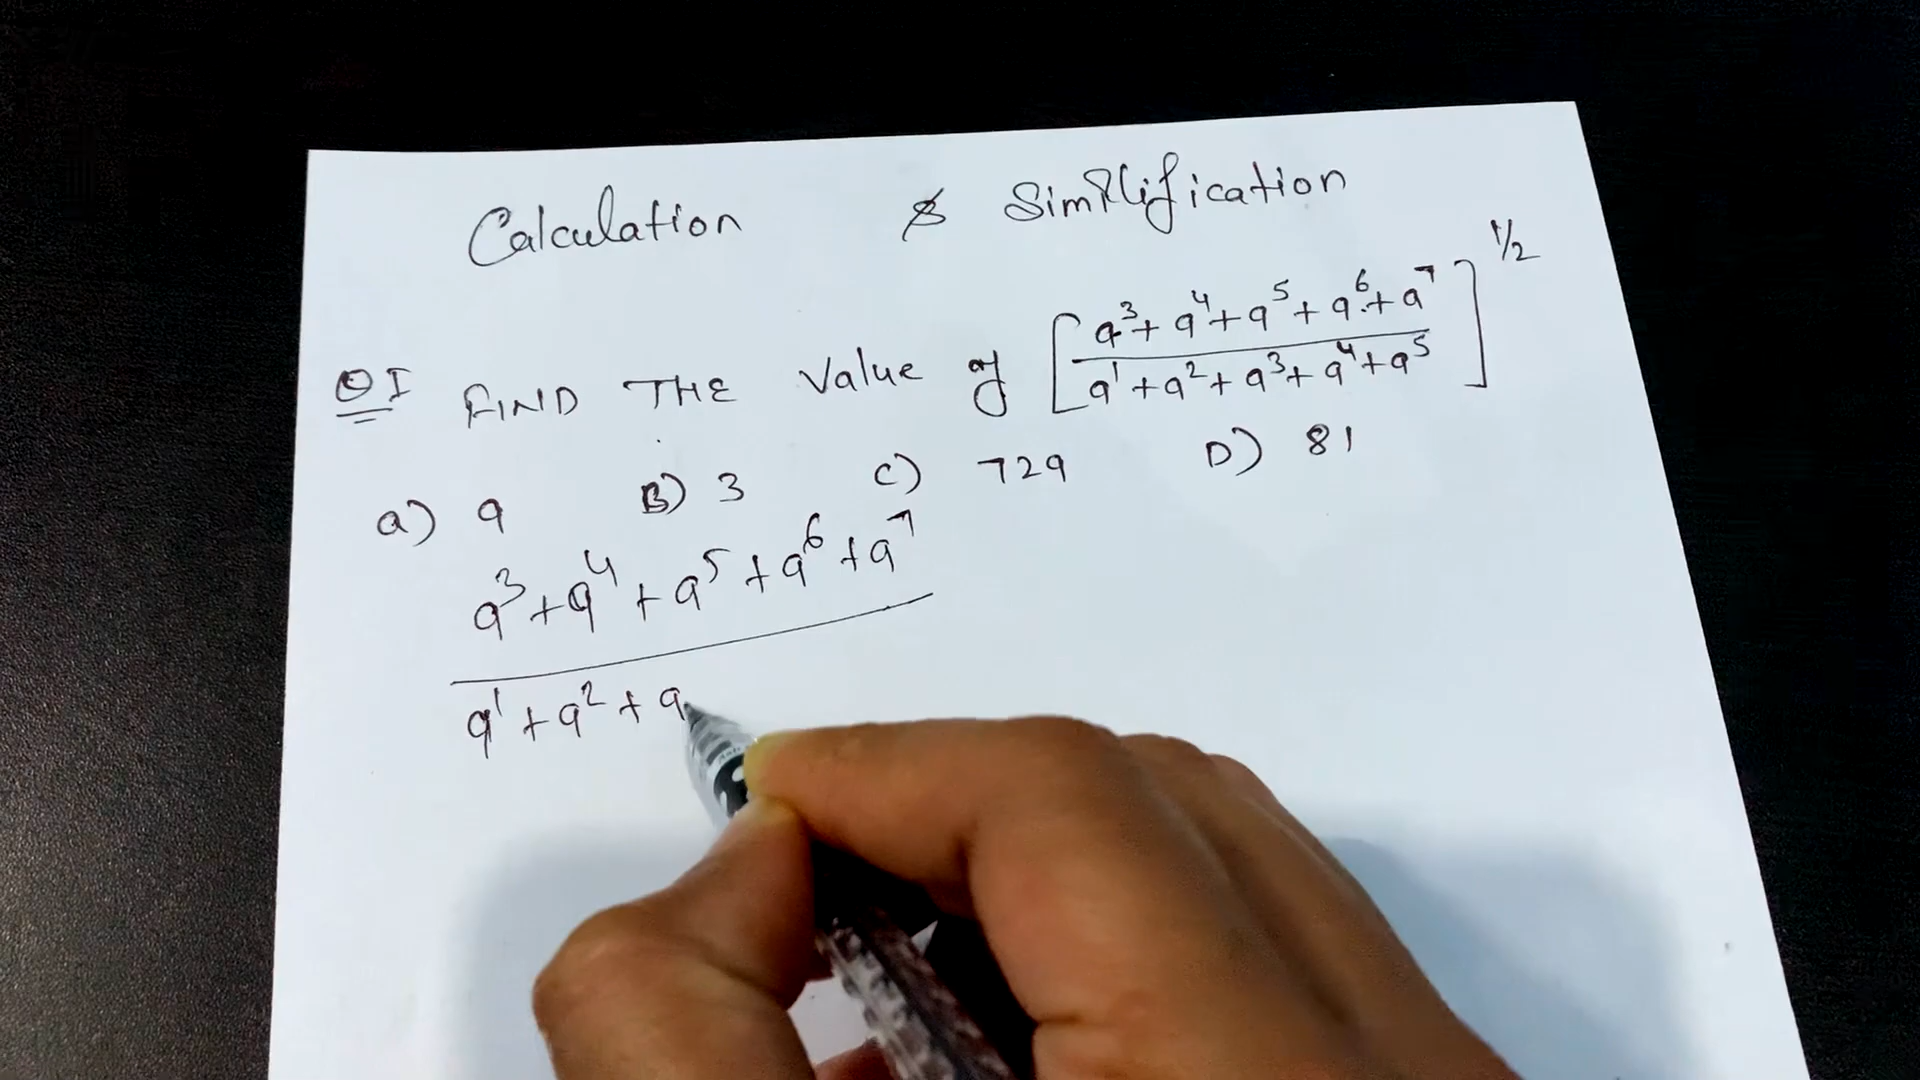 Calculation & Simplification
Q1 FIND THE Value of [ (9³ + 9⁴ + 9⁵ + 9⁶ + 9⁷) / (9¹ + 9² + 9³ + 9⁴ + 9⁵) ]^1/2
a) 9 B) 3 C) 729 D) 81
9³ + 9⁴ + 9⁵ + 9⁶ + 9⁷
9¹ + 9² + 9